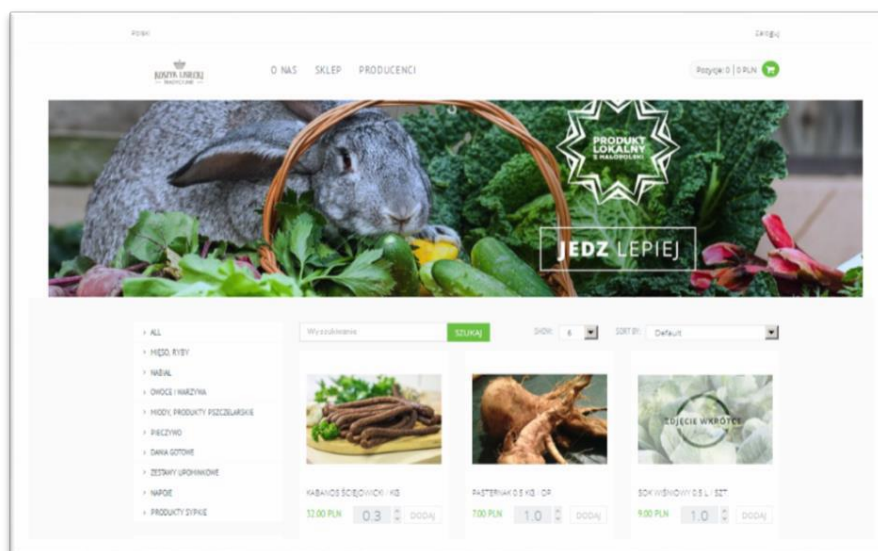 Polski
Zaloguj
KOSZYK LISIECKI
O NAS SKLEP PRODUCENCI
Pozycje: 0 | 0 PLN
PRODUKT
LOKALNY
Z MAŁOPOLSKI
JEDZ LEPIEJ
> ALL
> MIĘSO, RYBY
> NABIAŁ
> OWOCE I WARZYWA
> MIODY, PRODUKTY PSZCZELARSKIE
> PIECZYWO
> DANIA GOTOWE
> ZESTAWY UPOMINKOWE
> NAPOJE
> PRODUKTY SYPKIE
Wyszukiwanie SZUKAJ SHOW: 6 SORT BY: Default
ZDJĘCIE WKRÓTCE
KABANOS ŚCIEJOWICKI / KG
32.00 PLN 0.3 DODAJ
PASTERNAK 0.5 KG / OP.
7.00 PLN 1.0 DODAJ
SOK WIŚNIOWY 0.5 L / SZT.
9.00 PLN 1.0 DODAJ